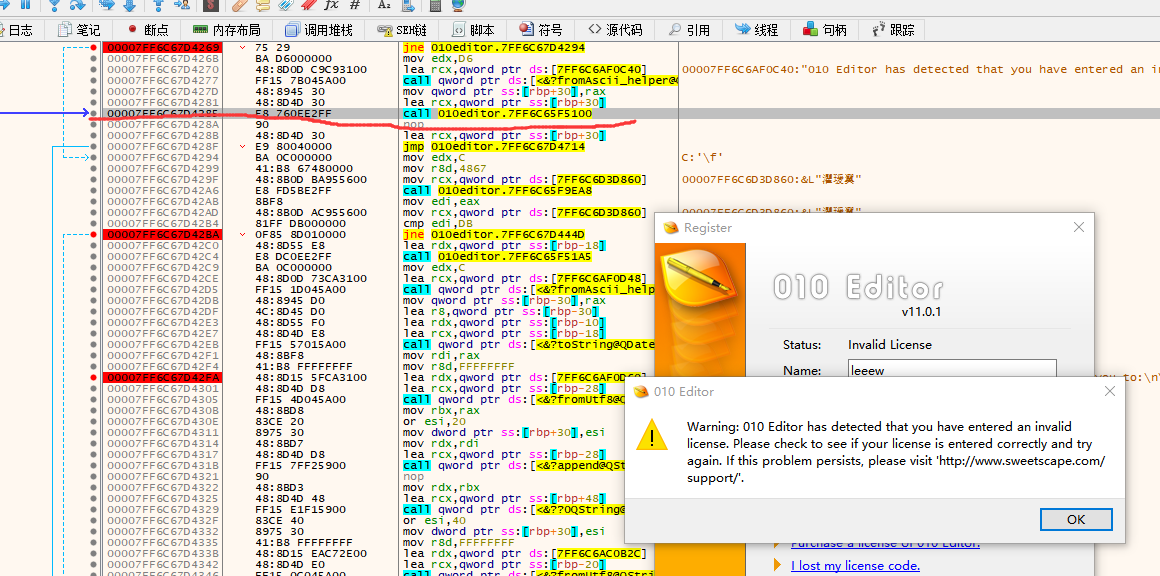 日志 笔记 断点 内存布局 调用堆栈 SEH链 脚本 符号 源代码 引用 线程 句柄 跟踪
00007FF6C67D4269 75 29 jne 010editor.7FF6C67D4294
00007FF6C67D426B BA D6000000 mov edx,D6
00007FF6C67D4270 48:8D0D C9C93100 lea rcx,qword ptr ds:[7FF6C6AF0C40] 00007FF6C6AF0C40:"010 Editor has detected that you have entered an in
00007FF6C67D4277 FF15 7B045A00 call qword ptr ds:[<&?fromAscii_helper@Q
00007FF6C67D427D 48:8945 30 mov qword ptr ss:[rbp+30],rax
00007FF6C67D4281 48:8D4D 30 lea rcx,qword ptr ss:[rbp+30]
00007FF6C67D4285 E8 760EE2FF call 010editor.7FF6C65F5100
00007FF6C67D428A 90 nop
00007FF6C67D428B 48:8D4D 30 lea rcx,qword ptr ss:[rbp+30]
00007FF6C67D428F E9 80040000 jmp 010editor.7FF6C67D4714
00007FF6C67D4294 BA 0C000000 mov edx,C C:'\f'
00007FF6C67D4299 41:B8 67480000 mov r8d,4867
00007FF6C67D429F 48:8B0D BA955600 mov rcx,qword ptr ds:[7FF6C6D3D860] 00007FF6C6D3D860:&L"
00007FF6C67D42A6 E8 FD5BE2FF call 010editor.7FF6C65F9EA8
00007FF6C67D42AB 8BF8 mov edi,eax
00007FF6C67D42AD 48:8B0D AC955600 mov rcx,qword ptr ds:[7FF6C6D3D860] 00007FF6C6D3D860:&L"
00007FF6C67D42B4 81FF DB000000 cmp edi,DB
00007FF6C67D42BA 0F85 8D010000 jne 010editor.7FF6C67D444D
00007FF6C67D42C0 48:8D55 E8 lea rdx,qword ptr ss:[rbp-18]
00007FF6C67D42C4 E8 DC0EE2FF call 010editor.7FF6C65F51A5
00007FF6C67D42C9 BA 0C000000 mov edx,C
00007FF6C67D42CE 48:8D0D 73CA3100 lea rcx,qword ptr ds:[7FF6C6AF0D48]
00007FF6C67D42D5 FF15 1D045A00 call qword ptr ds:[<&?fromAscii_help
00007FF6C67D42DB 48:8945 D0 mov qword ptr ss:[rbp-30],rax
00007FF6C67D42DF 4C:8D45 D0 lea r8,qword ptr ss:[rbp-30]
00007FF6C67D42E3 48:8D55 F0 lea rdx,qword ptr ss:[rbp-10]
00007FF6C67D42E7 48:8D4D E8 lea rcx,qword ptr ss:[rbp-18]
00007FF6C67D42EB FF15 57015A00 call qword ptr ds:[<&?toString@QDate
00007FF6C67D42F1 48:8BF8 mov rdi,rax
00007FF6C67D42F4 41:B8 FFFFFFFF mov r8d,FFFFFFFF
00007FF6C67D42FA 48:8D15 5FCA3100 lea rdx,qword ptr ds:
00007FF6C67D4301 48:8D4D D8 lea rcx,qword ptr ss:[rbp-28]
00007FF6C67D4305 FF15 4D045A00 call qword ptr ds:[<&?fromUtf8@QStri
00007FF6C67D430B 48:8BD8 mov rbx,rax
00007FF6C67D430E 83CE 20 or esi,20
00007FF6C67D4311 8975 30 mov dword ptr ss:[rbp+30],esi
00007FF6C67D4314 48:8BD7 mov rdx,rdi
00007FF6C67D4317 48:8D4D D8 lea rcx,qword ptr ss:[rbp-28]
00007FF6C67D431B FF15 7FF25900 call qword ptr ds:[<&?append@QSt
00007FF6C67D4321 90 nop
00007FF6C67D4322 48:8BD3 mov rdx,rbx
00007FF6C67D4325 48:8D4D 48 lea rcx,qword ptr ss:[rbp+48]
00007FF6C67D4329 FF15 E1F15900 call qword ptr ds:[<&??0QString@
00007FF6C67D432F 83CE 40 or esi,40
00007FF6C67D4332 8975 30 mov dword ptr ss:[rbp+30],esi
00007FF6C67D4335 41:B8 FFFFFFFF mov r8d,FFFFFFFF
00007FF6C67D433B 48:8D15 EAC72E00 lea rdx,qword ptr ds:[7FF6C6AC0B2C]
00007FF6C67D4342 48:8D4D E0 lea rcx,qword ptr ss:[rbp-20]
00007FF6C67D4346 FF15 0C045A00 call qword ptr ds:[<&?fromUtf8@QStri
Register
010 Editor
v11.0.1
Status: Invalid License
Name: leeew
you to:\n"
010 Editor
Warning: 010 Editor has detected that you have entered an invalid
license. Please check to see if your license is entered correctly and try
again. If this problem persists, please visit 'http://www.sweetscape.com/
support/'.
OK
Purchase a license of 010 Editor.
I lost my license code.